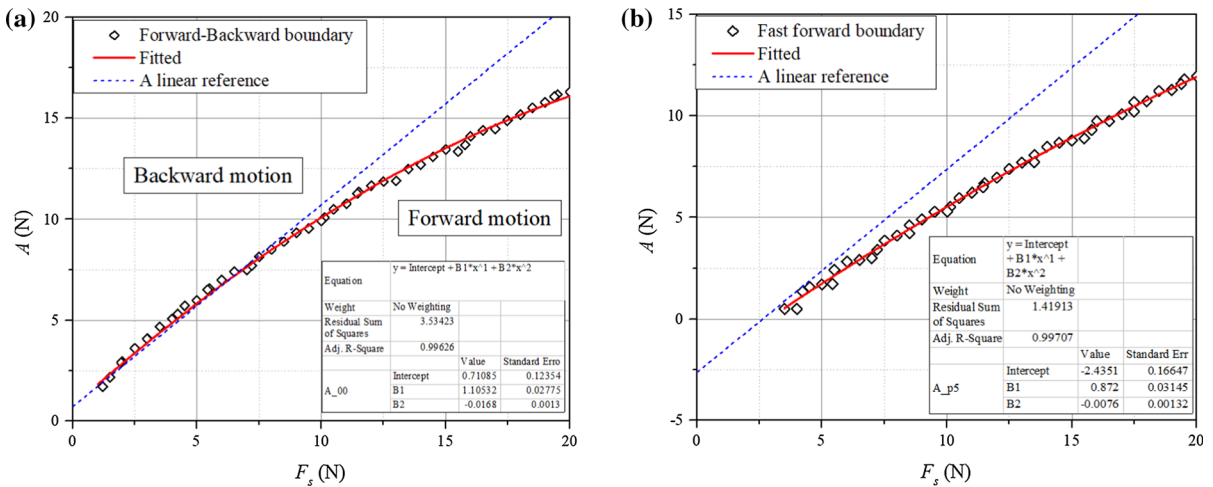 (a)
Forward-Backward boundary
Fitted
A linear reference
Backward motion
Forward motion
Equation y = Intercept + B1*x^1 + B2*x^2
Weight No Weighting
Residual Sum of Squares 3.53423
Adj. R-Square 0.99626
Value Standard Erro
A_00 Intercept 0.71085 0.12354
B1 1.10532 0.02775
B2 -0.0168 0.0013
20
15
10
5
0
A (N)
0 5 10 15 20
F_s (N)
(b)
Fast forward boundary
Fitted
A linear reference
Equation y = Intercept + B1*x^1 + B2*x^2
Weight No Weighting
Residual Sum of Squares 1.41913
Adj. R-Square 0.99707
Value Standard Err
A_p5 Intercept -2.4351 0.16647
B1 0.872 0.03145
B2 -0.0076 0.00132
15
10
5
0
-5
A (N)
0 5 10 15 20
F_s (N)